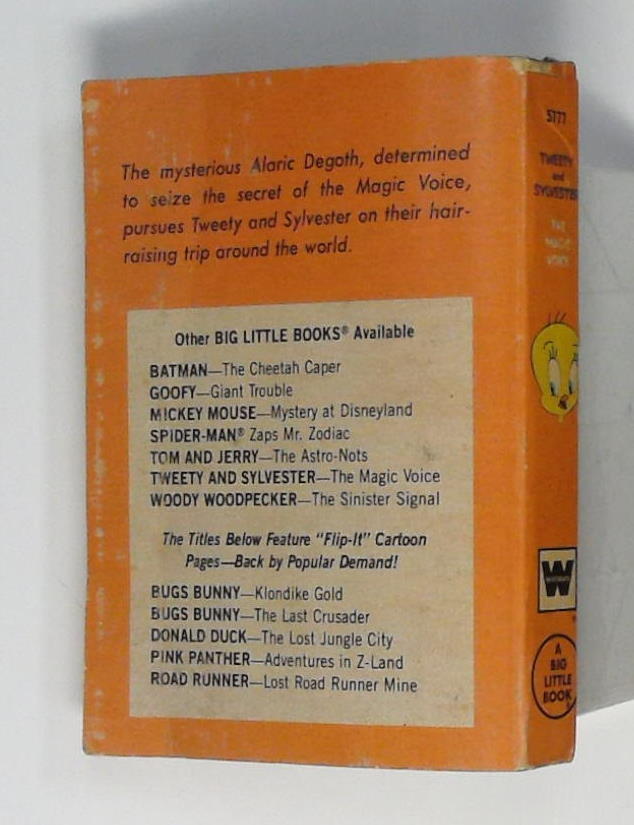 The mysterious Alaric Degoth, determined
to seize the secret of the Magic Voice,
pursues Tweety and Sylvester on their hair-
raising trip around the world.
Other BIG LITTLE BOOKS® Available
BATMAN—The Cheetah Caper
GOOFY—Giant Trouble
MICKEY MOUSE—Mystery at Disneyland
SPIDER-MAN® Zaps Mr. Zodiac
TOM AND JERRY—The Astro-Nots
TWEETY AND SYLVESTER—The Magic Voice
WOODY WOODPECKER—The Sinister Signal
The Titles Below Feature "Flip-It" Cartoon
Pages—Back by Popular Demand!
BUGS BUNNY—Klondike Gold
BUGS BUNNY—The Last Crusader
DONALD DUCK—The Lost Jungle City
PINK PANTHER—Adventures in Z-Land
ROAD RUNNER—Lost Road Runner Mine
5777
TWEETY
and
SYLVESTER
THE
MAGIC
VOICE
W
A
BIG
LITTLE
BOOK